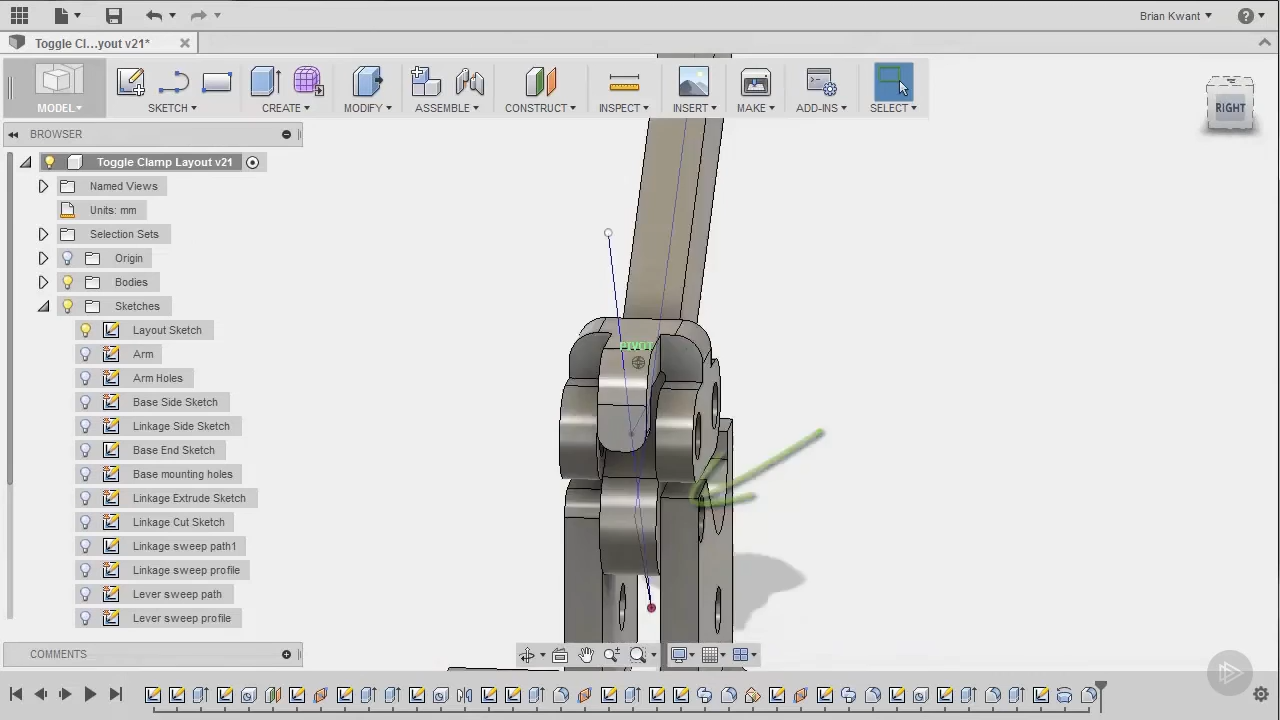 Brian Kwant
Toggle Cl...yout v21*
MODEL
SKETCH
CREATE
MODIFY
ASSEMBLE
CONSTRUCT
INSPECT
INSERT
MAKE
ADD-INS
SELECT
RIGHT
BROWSER
Toggle Clamp Layout v21
Named Views
Units: mm
Selection Sets
Origin
Bodies
Sketches
Layout Sketch
Arm
Arm Holes
Base Side Sketch
Linkage Side Sketch
Base End Sketch
Base mounting holes
Linkage Extrude Sketch
Linkage Cut Sketch
Linkage sweep path1
Linkage sweep profile
Lever sweep path
Lever sweep profile
PIVOT
COMMENTS